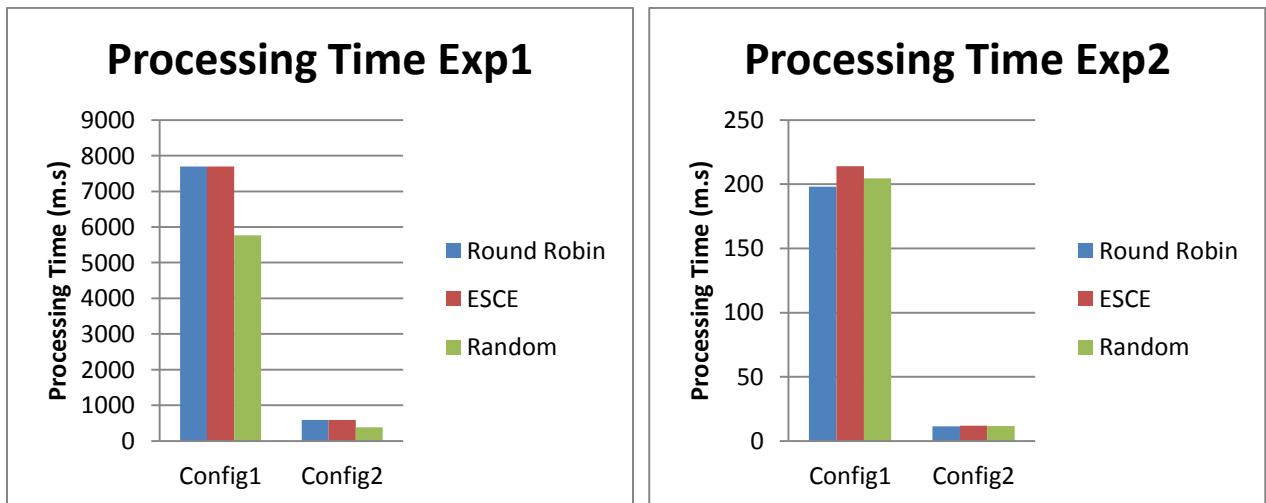 Processing Time Exp1
Processing Time (m.s)
9000
8000
7000
6000
5000
4000
3000
2000
1000
0
Config1 Config2
Round Robin
ESCE
Random
Processing Time Exp2
Processing Time (m.s)
250
200
150
100
50
0
Config1 Config2
Round Robin
ESCE
Random